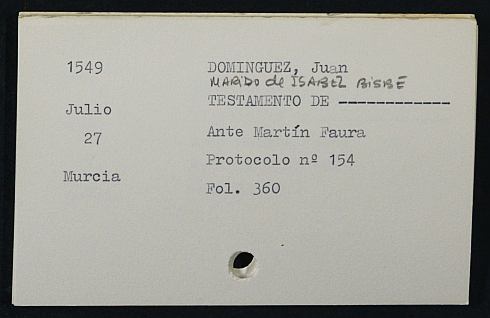 1549
Julio
27
Murcia
DOMINGUEZ, Juan
MARIDO de ISABEL BISBE
TESTAMENTO DE ------------
Ante Martín Faura
Protocolo nº 154
Fol. 360